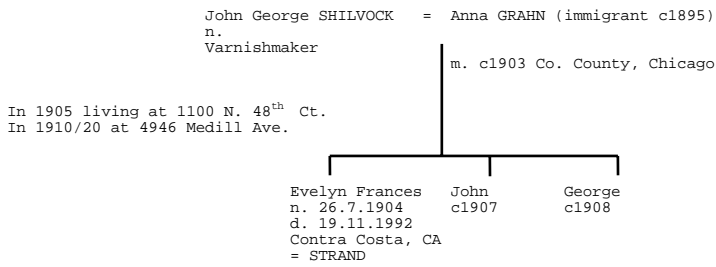 John George SHILVOCK = Anna GRAHN (immigrant c1895)
n.
Varnishmaker
m. c1903 Co. County, Chicago
In 1905 living at 1100 N. 48th Ct.
In 1910/20 at 4946 Medill Ave.
Evelyn Frances John George
n. 26.7.1904 c1907 c1908
d. 19.11.1992
Contra Costa, CA
= STRAND